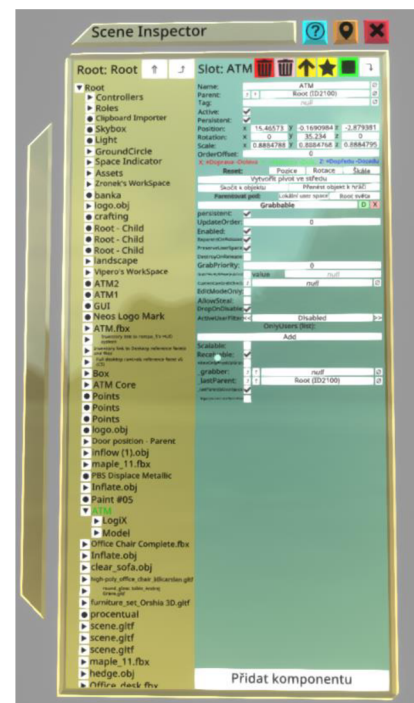 Scene Inspector
Root: Root
Slot: ATM
Root
Controllers
Roles
Clipboard Importer
Skybox
Light
GroundCircle
Space Indicator
Assets
Zronek's WorkSpace
banka
logo.obj
crafting
Root - Child
Root - Child
Root - Child
landscape
Vipero's WorkSpace
ATM2
ATM1
GUI
Neos Logo Mark
ATM.fbx
Box
ATM Core
Points
Points
Points
logo.obj
Door position - Parent
inflow (1).obj
maple_11.fbx
PBS Displace Metallic
Inflate.obj
Paint #05
ATM
LogiX
Model
Office Chair Complete.fbx
Inflate.obj
clear_sofa.obj
furniture_set_Orshia 3D.gltf
procentual
scene.gltf
scene.gltf
scene.gltf
maple_11.fbx
hedge.obj
Office_desk.fbx
Name: ATM
Parent: Root (ID2100)
Tag: null
Active:
Persistent:
Position: x 15.46573 y -0.1690984 z -2.879381
Rotation: x 0 y 35.234 z 0
Scale: x 0.8884788 y 0.8884768 z 0.8884795
OrderOffset: 0
Reset: Pozice Rotace Škála
Vytvořit pivot ve středu
Skočit k objektu Přenést objekt k hráči
Parentovat pod: Lokální user space Root světa
Grabbable D X
persistent:
UpdateOrder: 0
Enabled:
ReparentOnRelease
PreserveUserSpace
DestroyOnRelease
GrabPriority: 0
value null
null
EditModeOnly
AllowSteal:
DropOnDisable
ActiveUserFilter << Disabled >>
OnlyUsers (list):
Add
Scalable:
Receivable:
_grabber: null
_lastParent: Root (ID2100)
Přidat komponentu